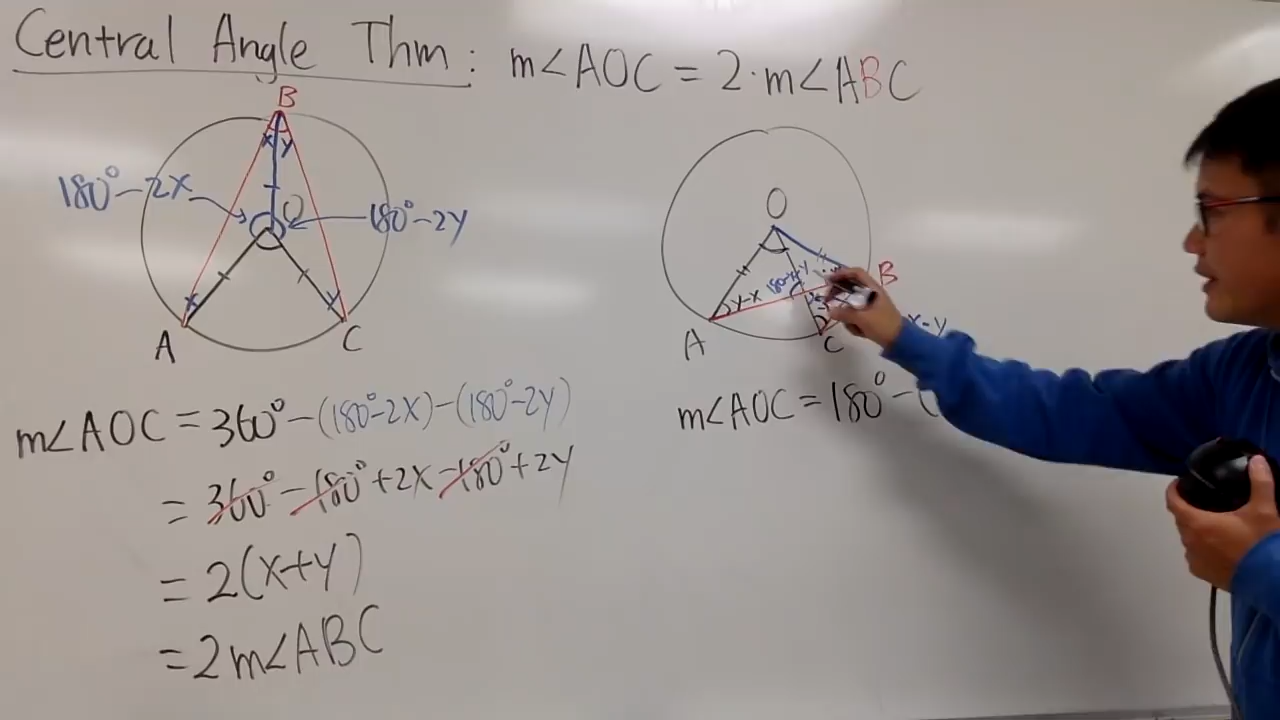 Central Angle Thm: m∠AOC = 2·m∠ABC
B
x y
180°-2x
O
180°-2y
x
y
A
C
m∠AOC = 360° - (180°-2x) - (180°-2y)
= 360° - 180° + 2x - 180° + 2y
= 2(x+y)
= 2m∠ABC
O
B
y-x
A
C
x-y
m∠AOC = 180° - (